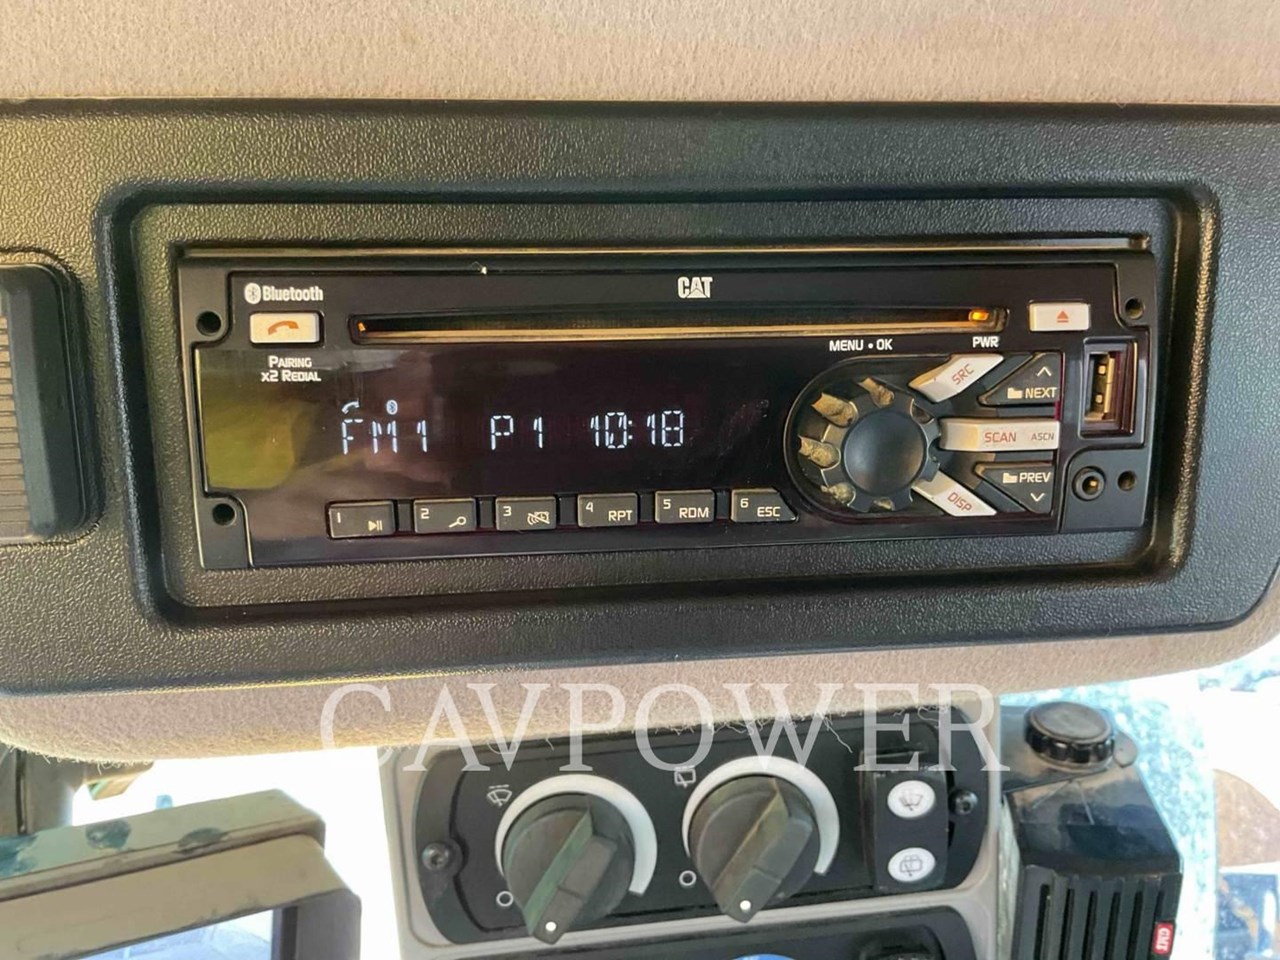 CAT
Bluetooth
PAIRING
X2 REDIAL
MENU • OK
PWR
SRC
NEXT
SCAN ASCN
PREV
DISP
FM1 P1 10:18
1
2
3
4 RPT
5 RDM
6 ESC
CAVPOWER